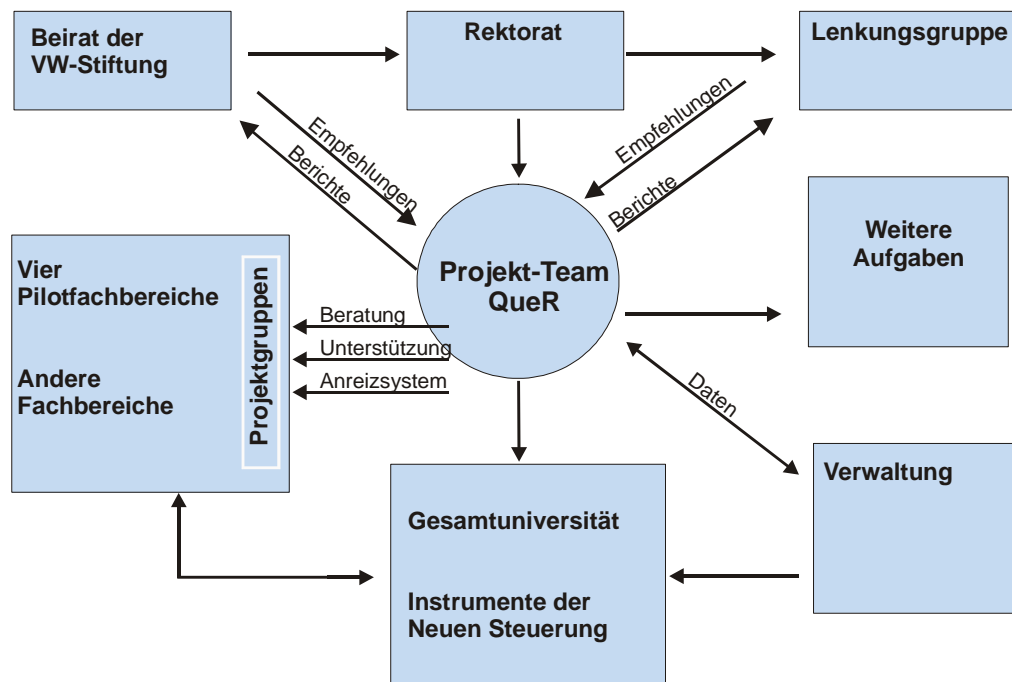 Beirat der
VW-Stiftung
Rektorat
Lenkungsgruppe
Empfehlungen
Berichte
Empfehlungen
Berichte
Weitere
Aufgaben
Projekt-Team
QueR
Vier
Pilotfachbereiche
Andere
Fachbereiche
Projektgruppen
Beratung
Unterstützung
Anreizsystem
Daten
Verwaltung
Gesamtuniversität
Instrumente der
Neuen Steuerung